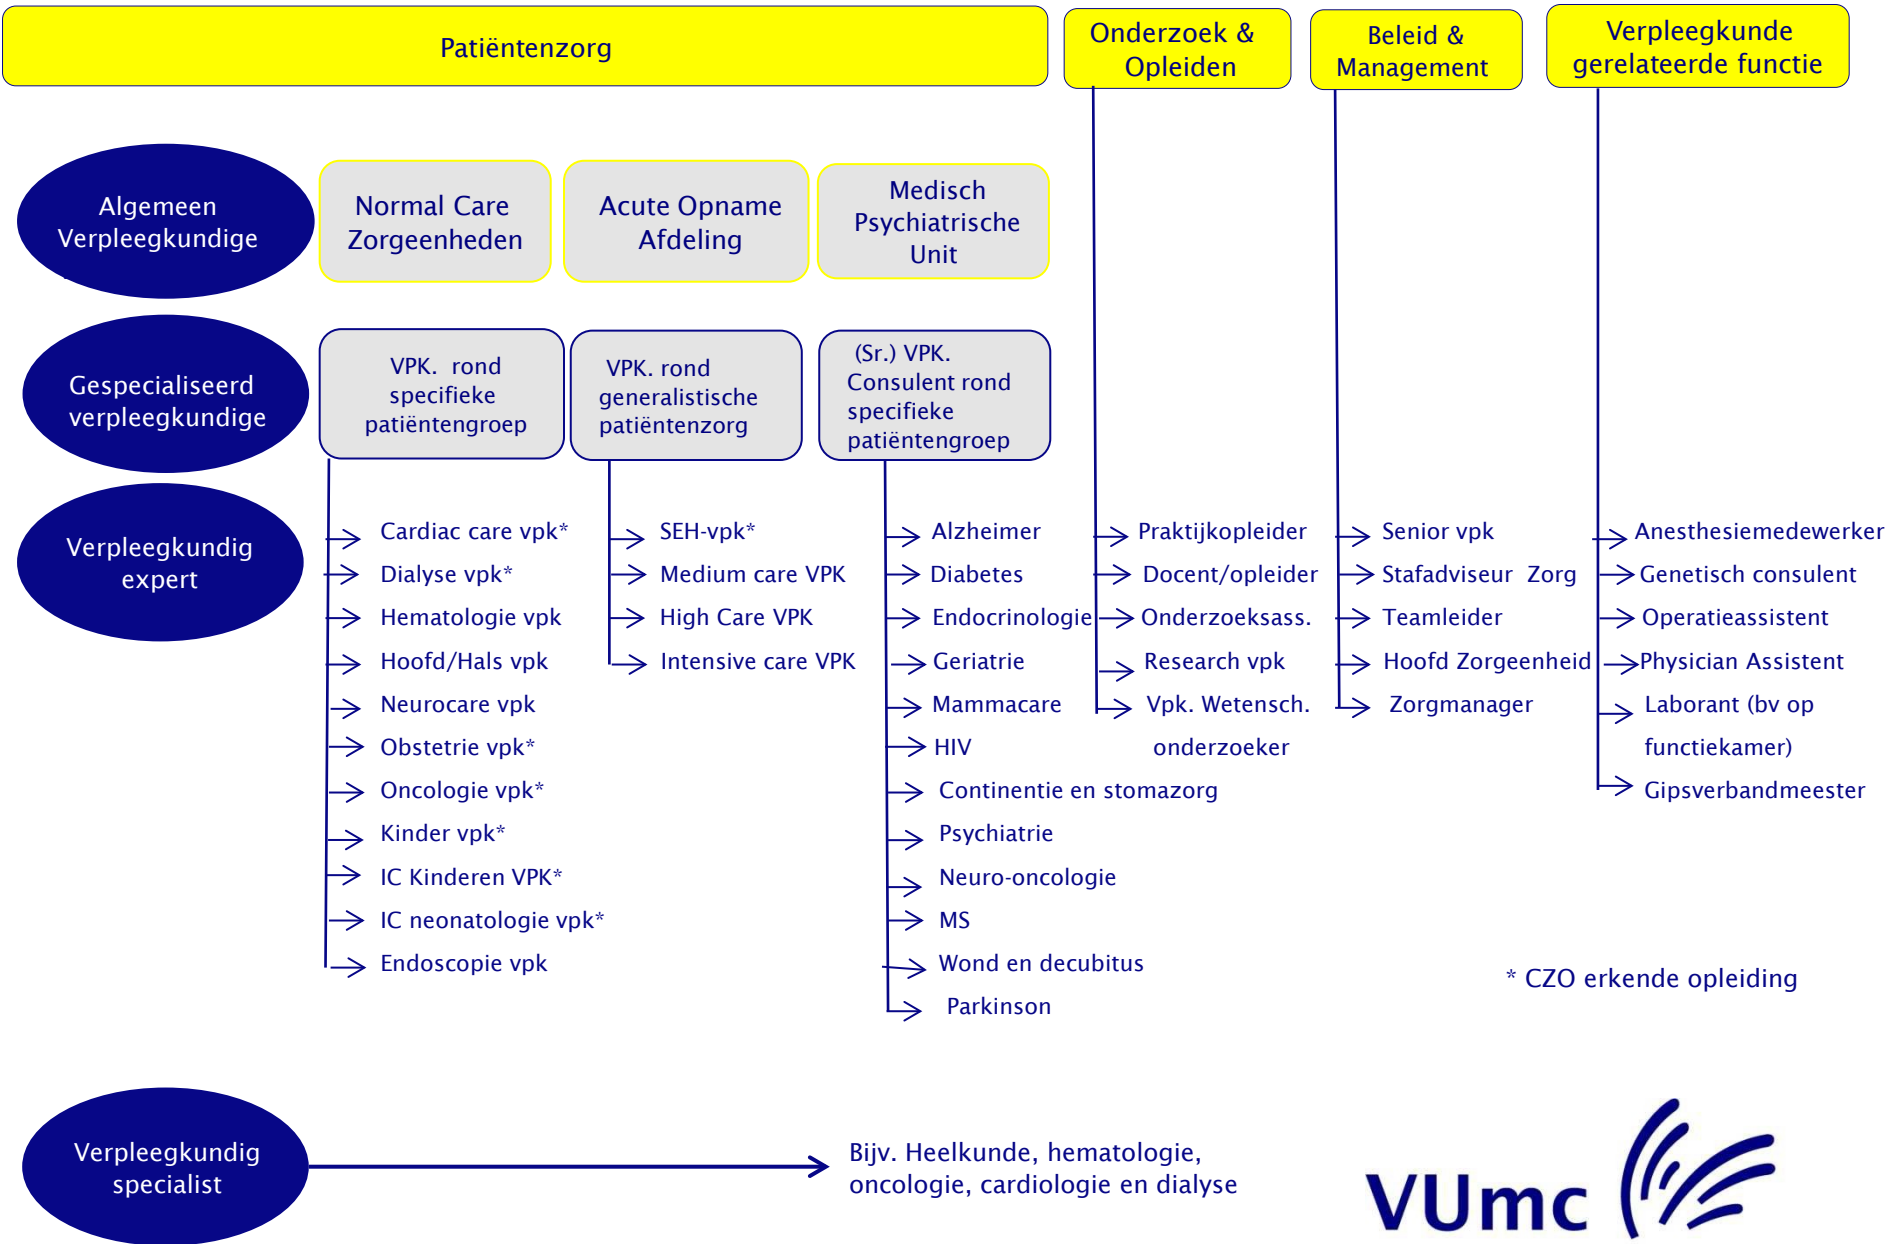 Patiëntenzorg
Onderzoek &
Opleiden
Beleid &
Management
Verpleegkunde
gerelateerde functie
Algemeen
Verpleegkundige
Normal Care
Zorgeenheden
Acute Opname
Afdeling
Medisch
Psychiatrische
Unit
Gespecialiseerd
verpleegkundige
VPK. rond
specifieke
patiëntengroep
VPK. rond
generalistische
patiëntenzorg
(Sr.) VPK.
Consulent rond
specifieke
patiëntengroep
Verpleegkundig
expert
Cardiac care vpk*
Dialyse vpk*
Hematologie vpk
Hoofd/Hals vpk
Neurocare vpk
Obstetrie vpk*
Oncologie vpk*
Kinder vpk*
IC Kinderen VPK*
IC neonatologie vpk*
Endoscopie vpk
SEH-vpk*
Medium care VPK
High Care VPK
Intensive care VPK
Alzheimer
Diabetes
Endocrinologie
Geriatrie
Mammacare
HIV
Continentie en stomazorg
Psychiatrie
Neuro-oncologie
MS
Wond en decubitus
Parkinson
Praktijkopleider
Docent/opleider
Onderzoeksass.
Research vpk
Vpk. Wetensch.
onderzoeker
Senior vpk
Stafadviseur Zorg
Teamleider
Hoofd Zorgeenheid
Zorgmanager
Anesthesiemedewerker
Genetisch consulent
Operatieassistent
Physician Assistent
Laborant (bv op
functiekamer)
Gipsverbandmeester
* CZO erkende opleiding
Verpleegkundig
specialist
Bijv. Heelkunde, hematologie,
oncologie, cardiologie en dialyse
VUmc